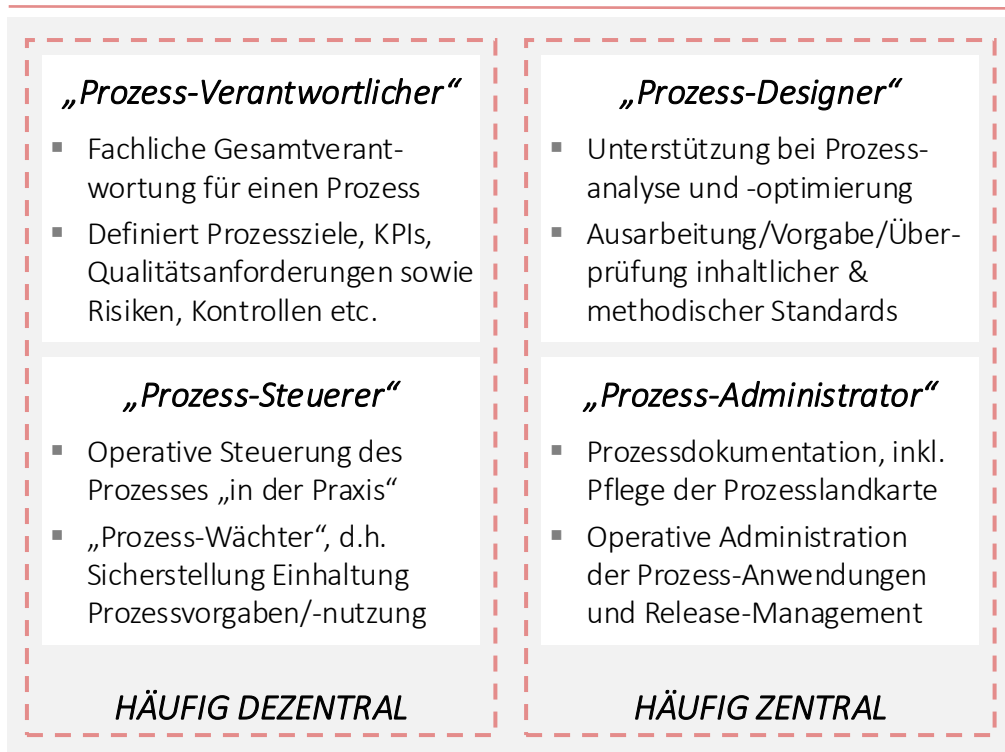 „Prozess-Verantwortlicher“
▪ Fachliche Gesamtverant-
wortung für einen Prozess
▪ Definiert Prozessziele, KPIs,
Qualitätsanforderungen sowie
Risiken, Kontrollen etc.
„Prozess-Steuerer“
▪ Operative Steuerung des
Prozesses „in der Praxis“
▪ „Prozess-Wächter“, d.h.
Sicherstellung Einhaltung
Prozessvorgaben/-nutzung
HÄUFIG DEZENTRAL
„Prozess-Designer“
▪ Unterstützung bei Prozess-
analyse und -optimierung
▪ Ausarbeitung/Vorgabe/Über-
prüfung inhaltlicher &
methodischer Standards
„Prozess-Administrator“
▪ Prozessdokumentation, inkl.
Pflege der Prozesslandkarte
▪ Operative Administration
der Prozess-Anwendungen
und Release-Management
HÄUFIG ZENTRAL